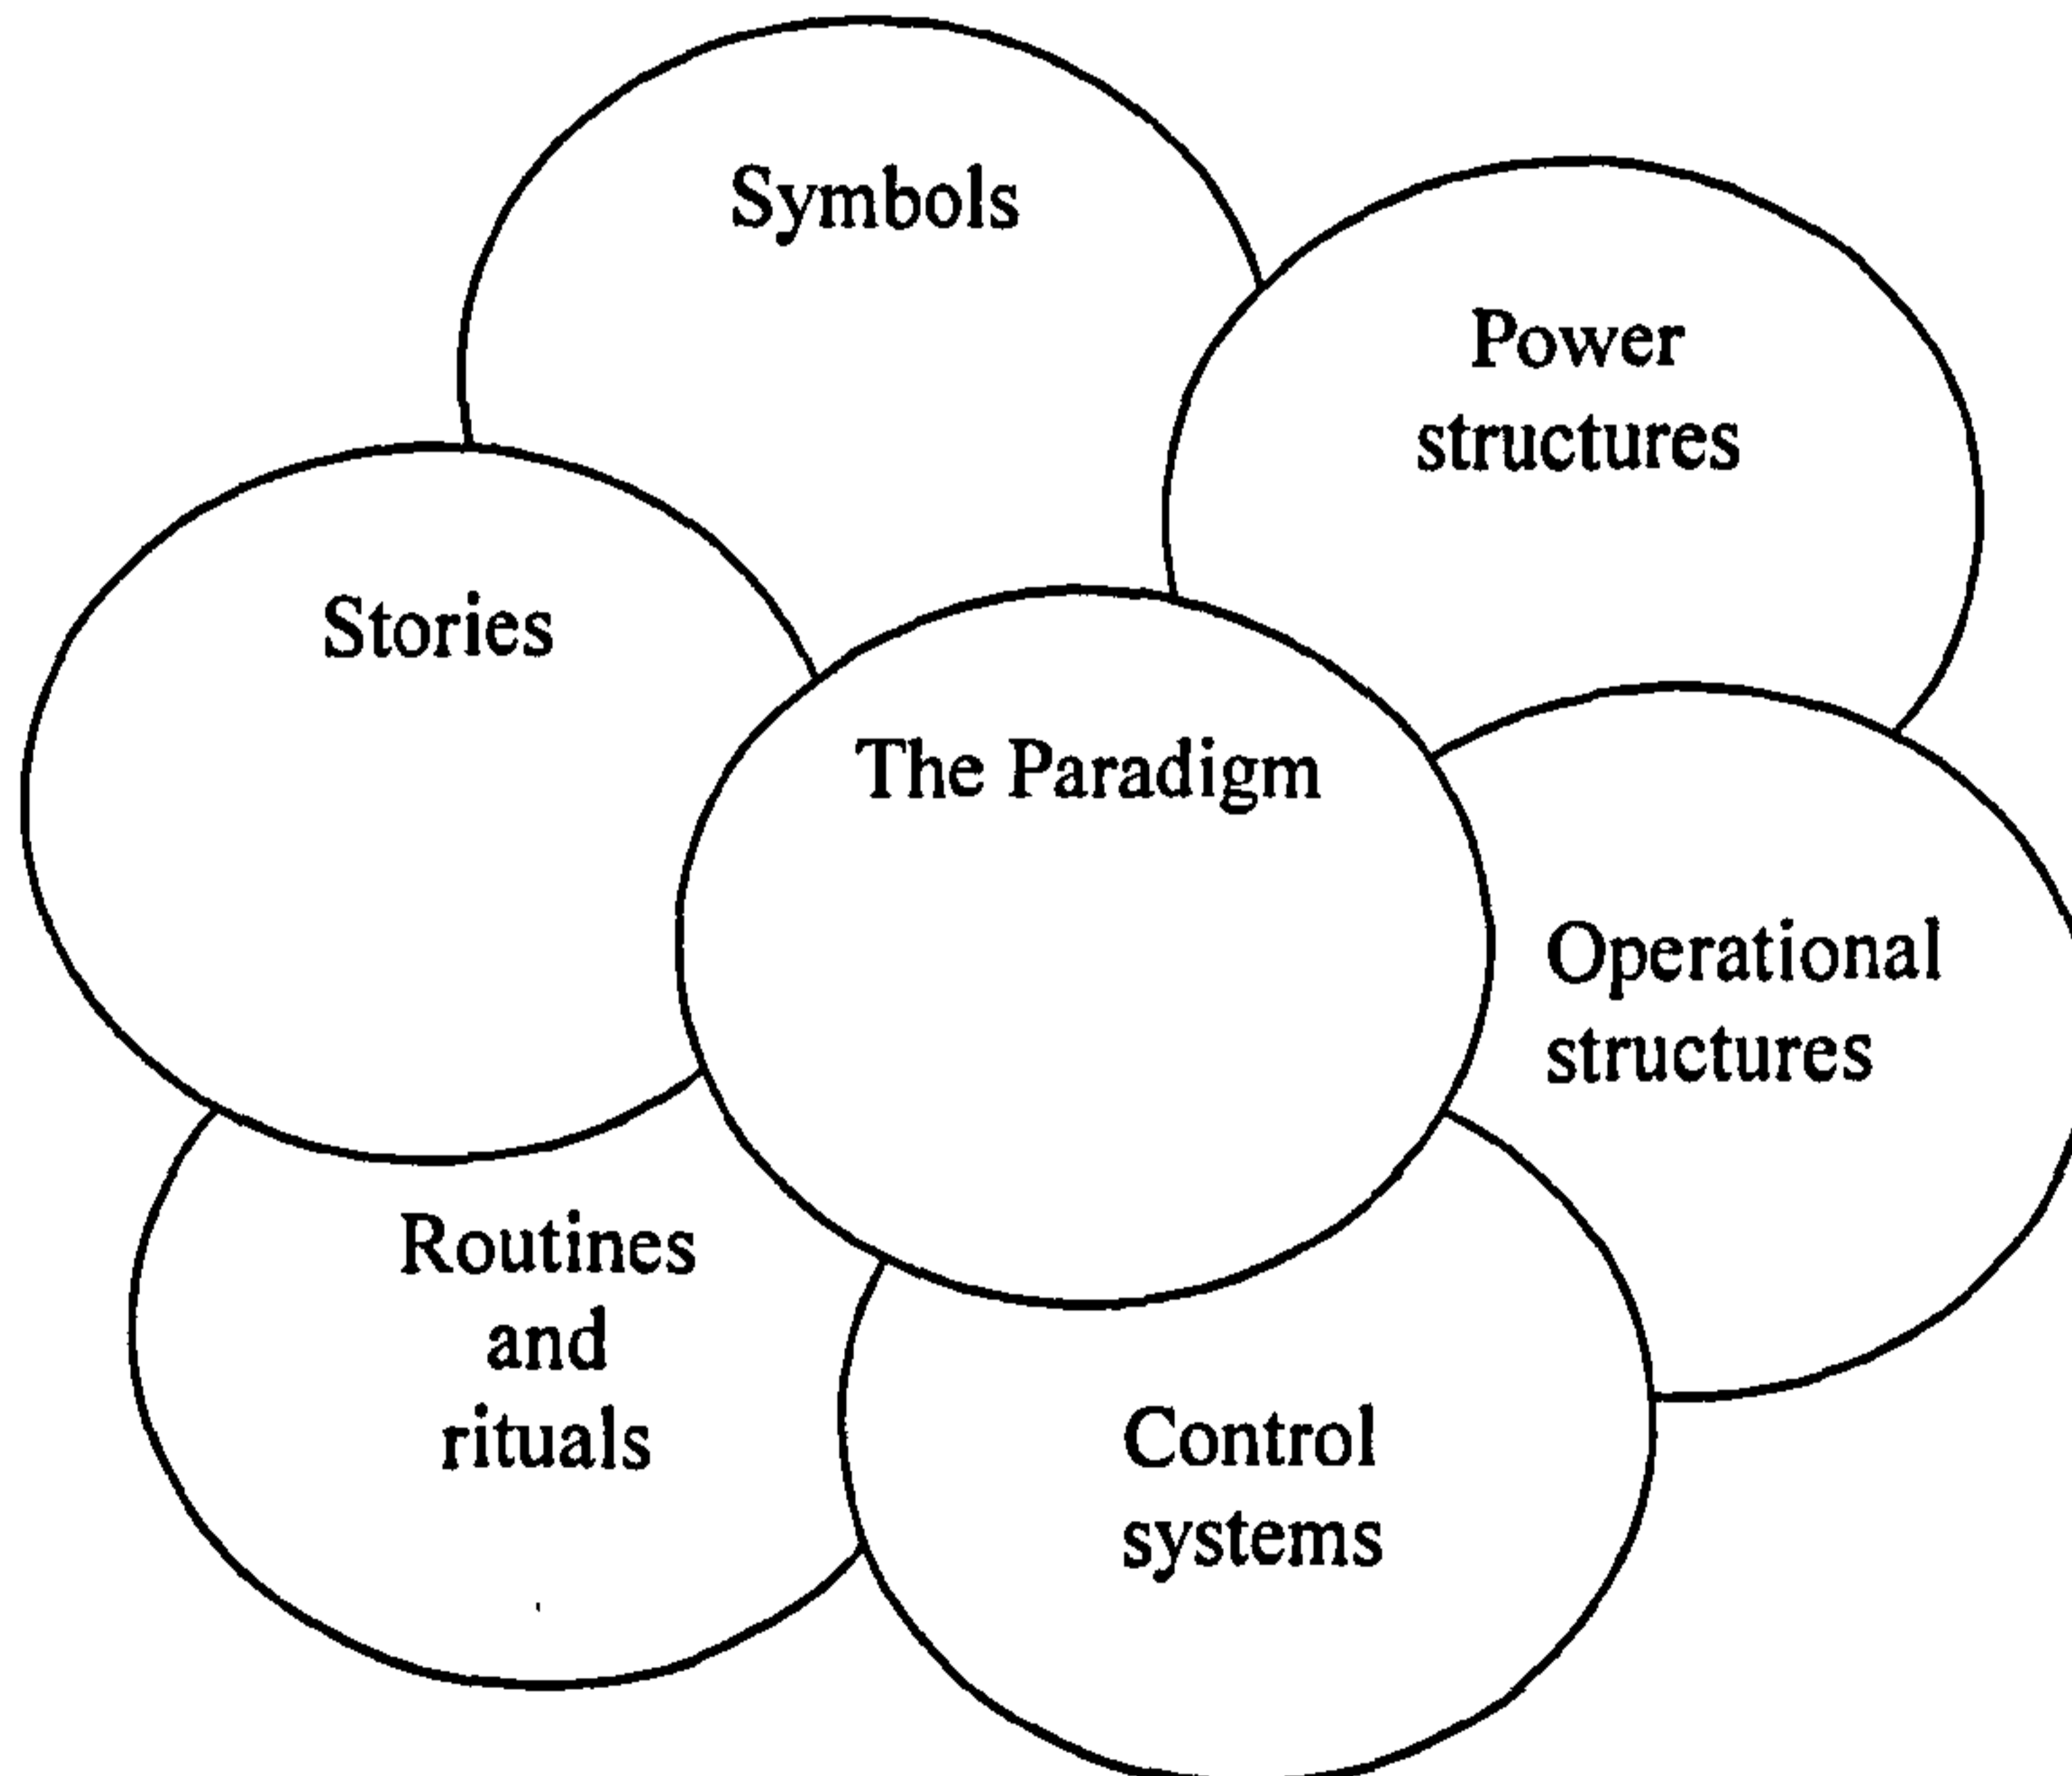 Symbols
Power
structures
Stories
The Paradigm
Operational
structures
Routines
and
rituals
Control
systems